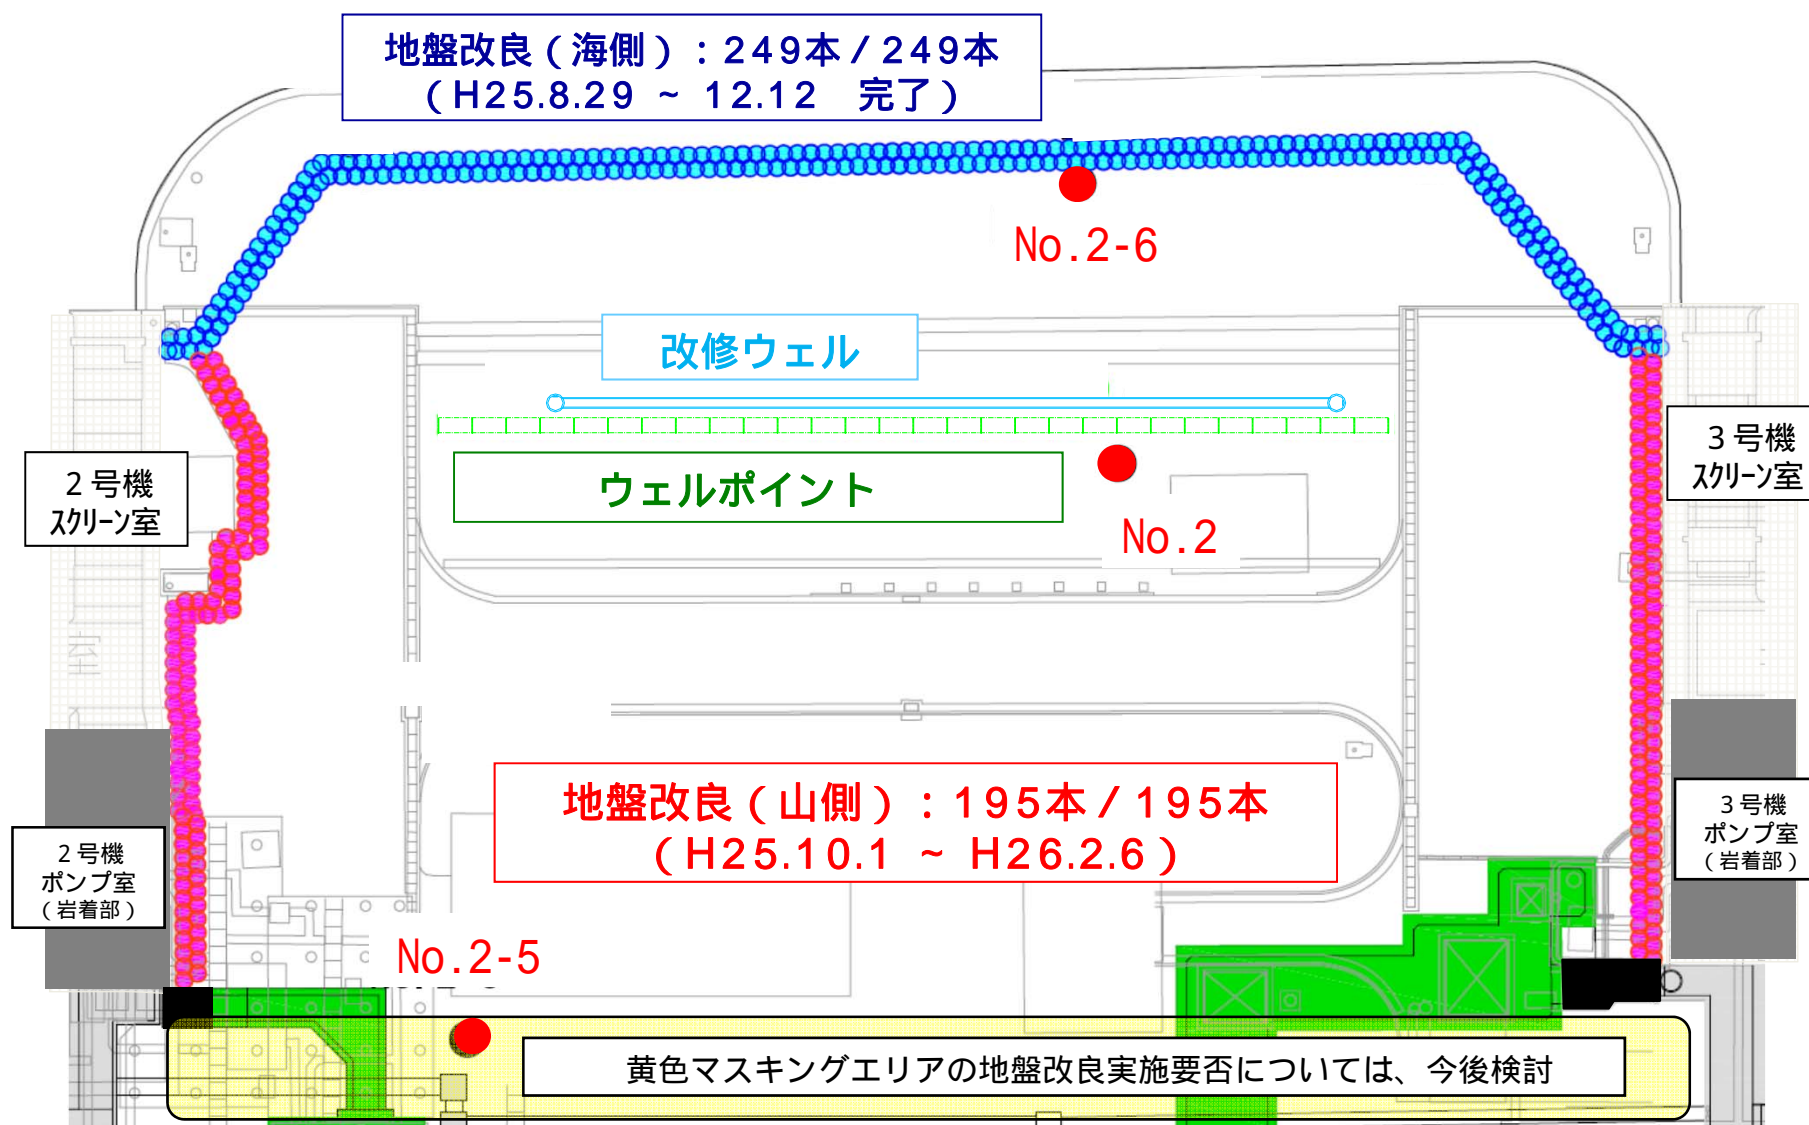 地盤改良（海側）：249本／249本
（H25.8.29 ~ 12.12　完了）
No.2-6
改修ウェル
ウェルポイント
No.2
2号機
ｽｸﾘｰﾝ室
3号機
ｽｸﾘｰﾝ室
地盤改良（山側）：195本／195本
（H25.10.1 ~ H26.2.6）
2号機
ポンプ室
（岩着部）
3号機
ポンプ室
（岩着部）
No.2-5
黄色マスキングエリアの地盤改良実施要否については、今後検討